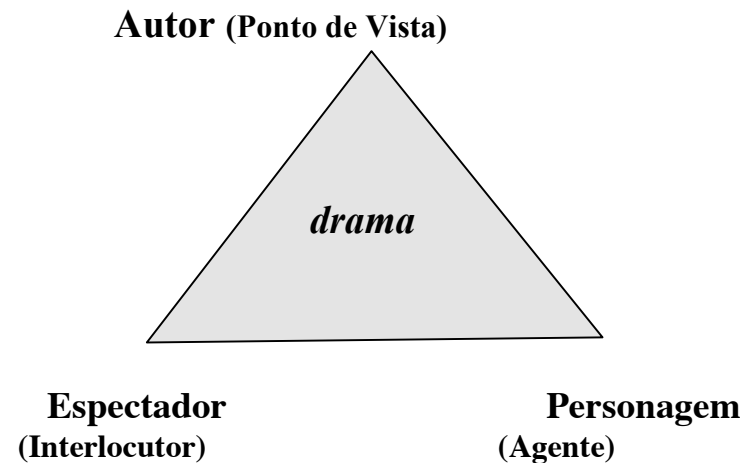 Autor (Ponto de Vista)
drama
Espectador
(Interlocutor)
Personagem
(Agente)